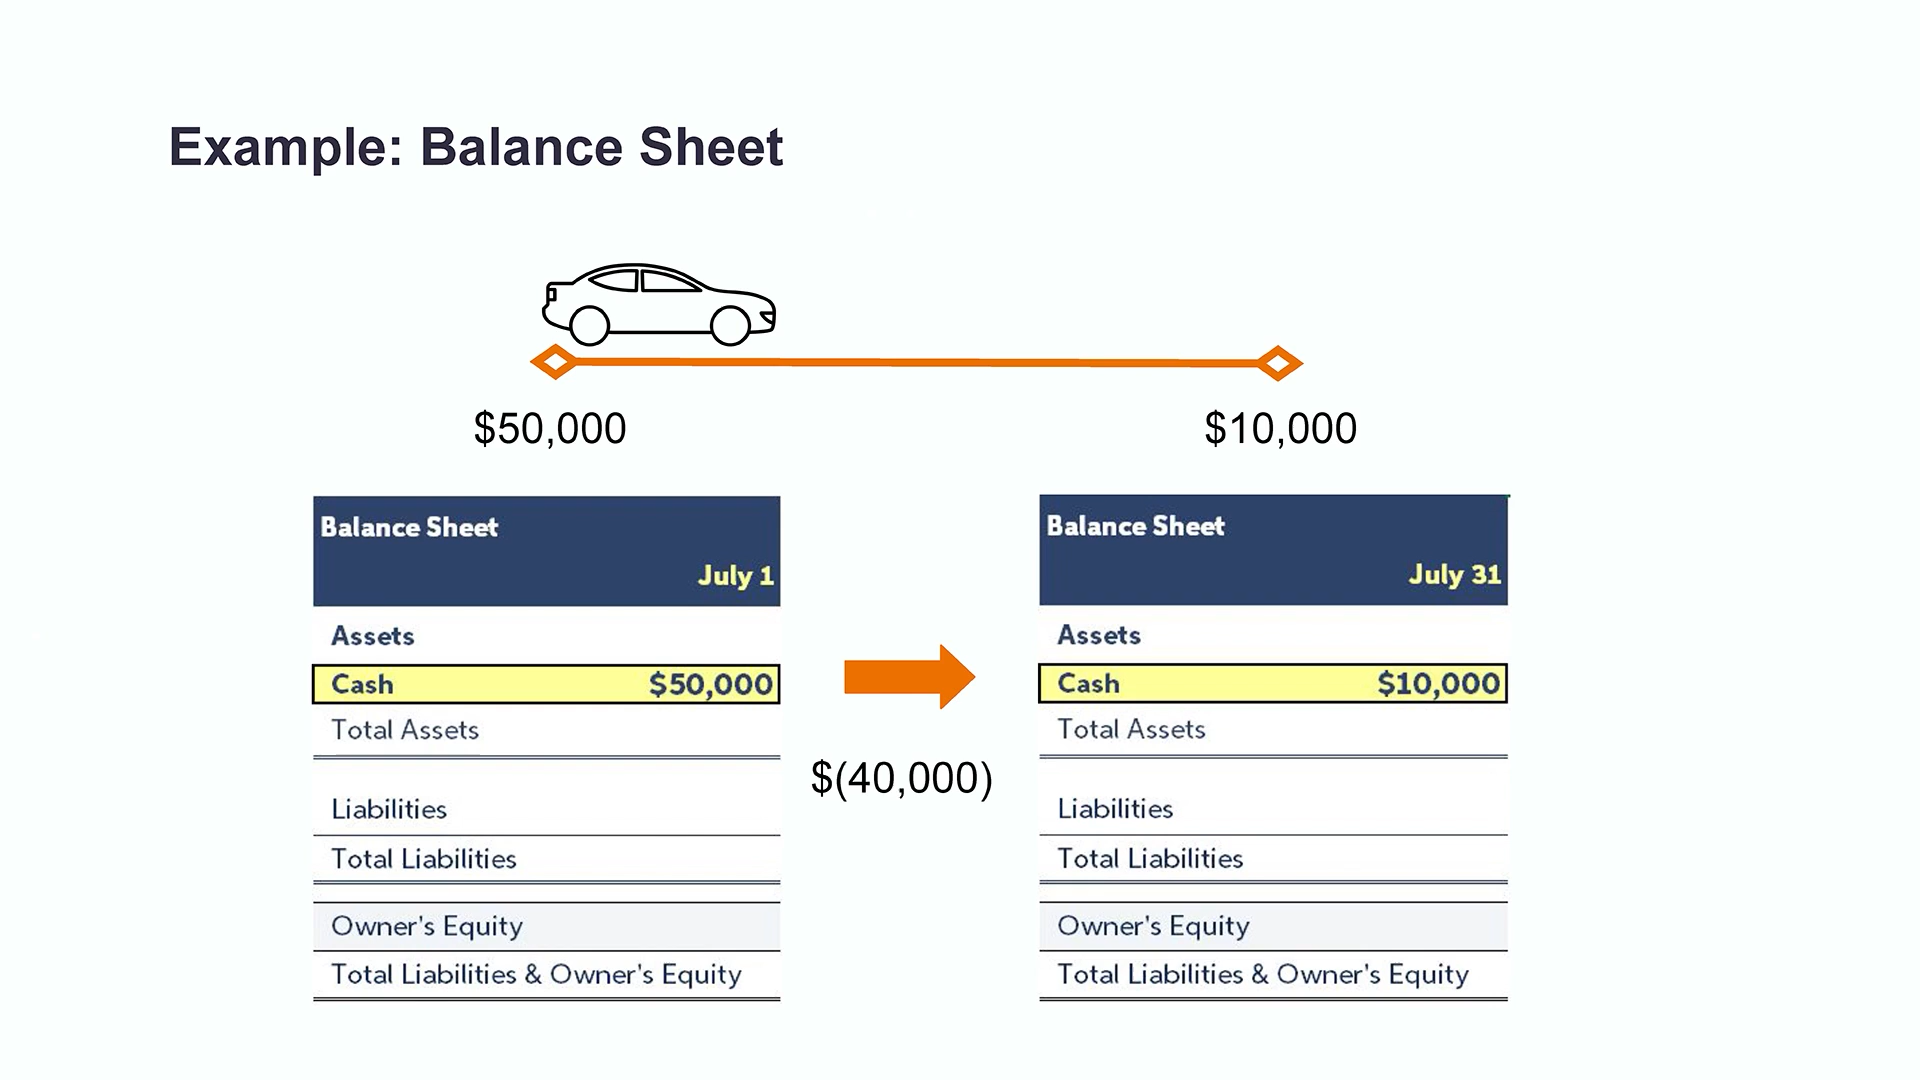 Example: Balance Sheet
$50,000
$10,000
Balance Sheet
July 1
Assets
Cash $50,000
Total Assets
Liabilities
Total Liabilities
Owner's Equity
Total Liabilities & Owner's Equity
$(40,000)
Balance Sheet
July 31
Assets
Cash $10,000
Total Assets
Liabilities
Total Liabilities
Owner's Equity
Total Liabilities & Owner's Equity